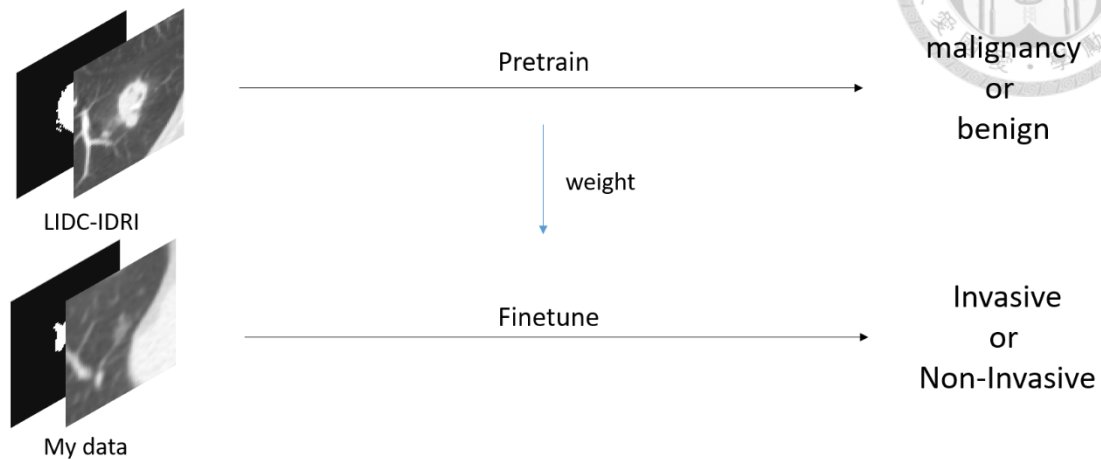 Pretrain
malignancy
or
benign
weight
LIDC-IDRI
Finetune
Invasive
or
Non-Invasive
My data